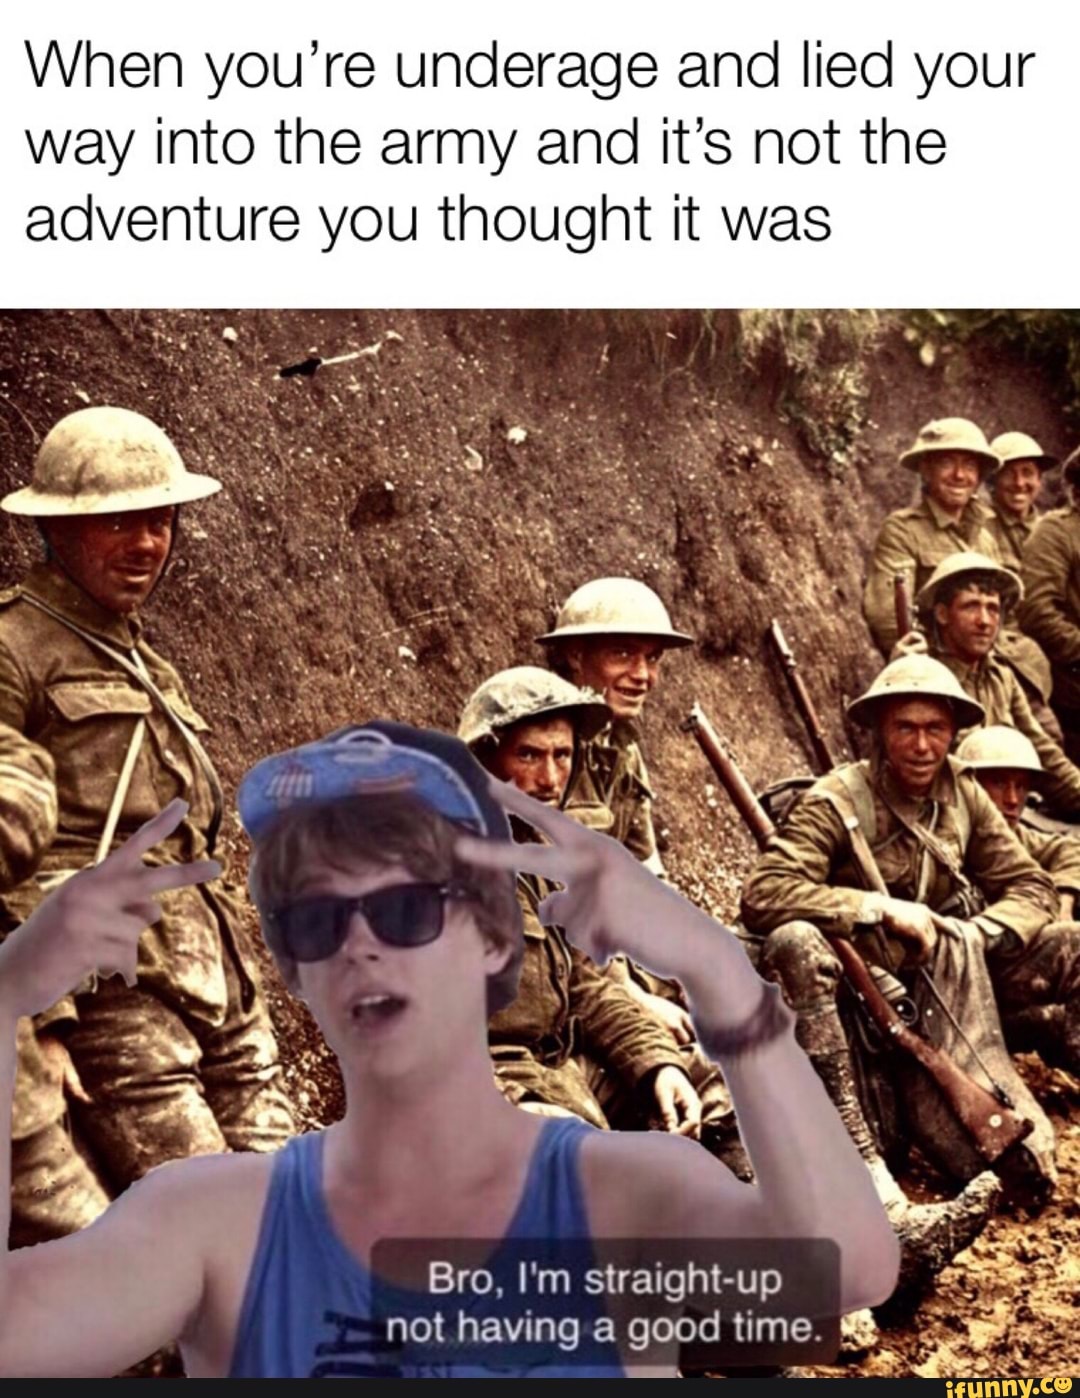 When you're underage and lied your
way into the army and it's not the
adventure you thought it was
Bro, I'm straight-up
not having a good time.
ifunny.co